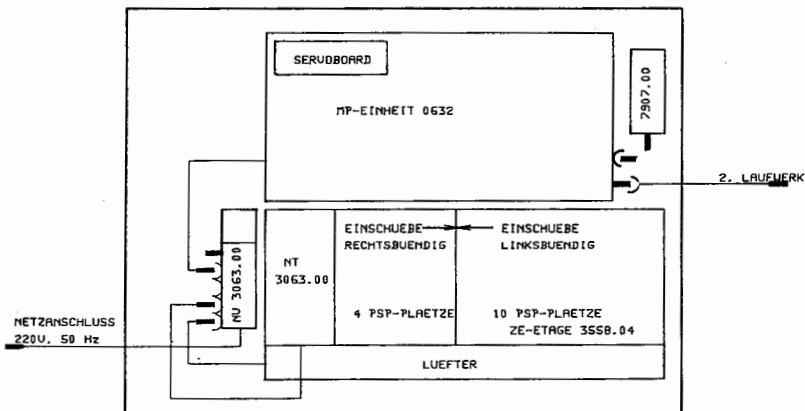 SERVOBOARD
MP-EINHEIT 0632
7907.00
2. LAUFWERK
EINSCHUEBE
RECHTSBUENDIG
EINSCHUEBE
LINKSBUENDIG
NT
3063.00
NV 3063.00
4 PSP-PLAETZE
10 PSP-PLAETZE
ZE-ETAGE 3558.04
NETZANSCHLUSS
220V, 50 Hz
LUEFTER